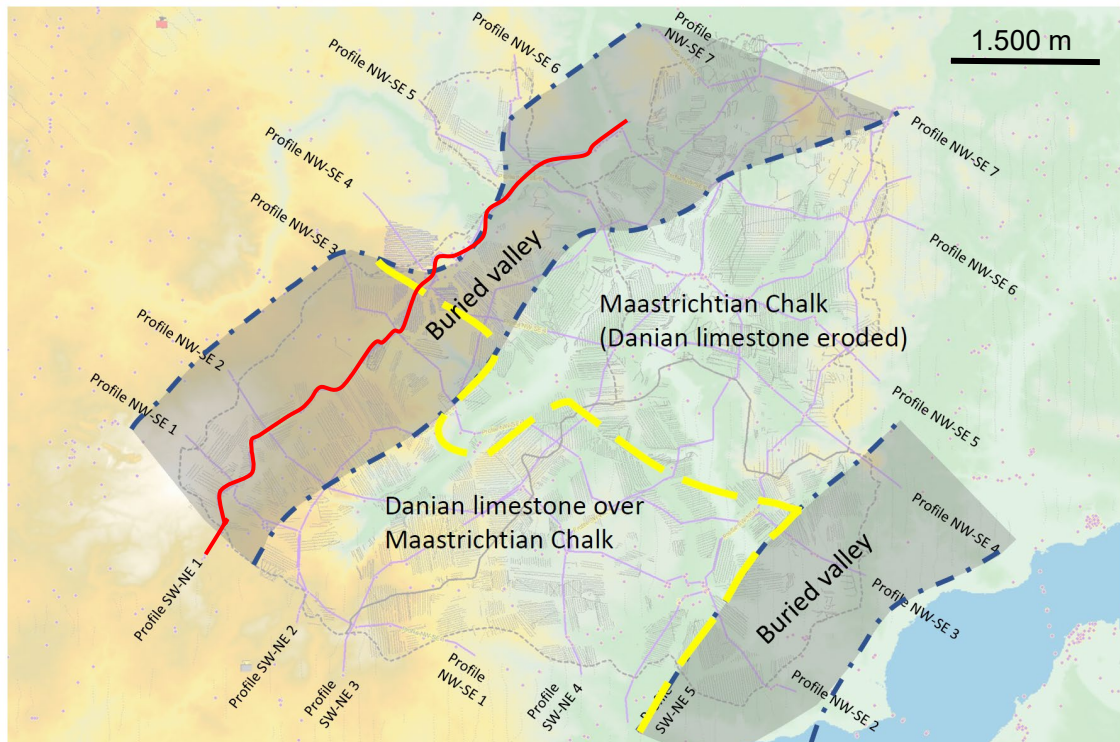 Profile
NW-SE 7
1.500 m
Profile NW-SE 6
Profile NW-SE 5
Profile NW-SE 4
Profile NW-SE 7
Profile NW-SE 3
Profile NW-SE 6
Buried valley
Maastrichtian Chalk
(Danian limestone eroded)
Profile NW-SE 2
Profile NW-SE 1
Profile NW-SE 5
Danian limestone over
Maastrichtian Chalk
Profile NW-SE 4
Buried valley
Profile SW-NE 1
Profile NW-SE 3
Profile SW-NE 2
Profile
SW-NE 3
Profile
NW-SE 1
Profile
SW-NE 4
Profile
SW-NE 5
Profile NW-SE 2